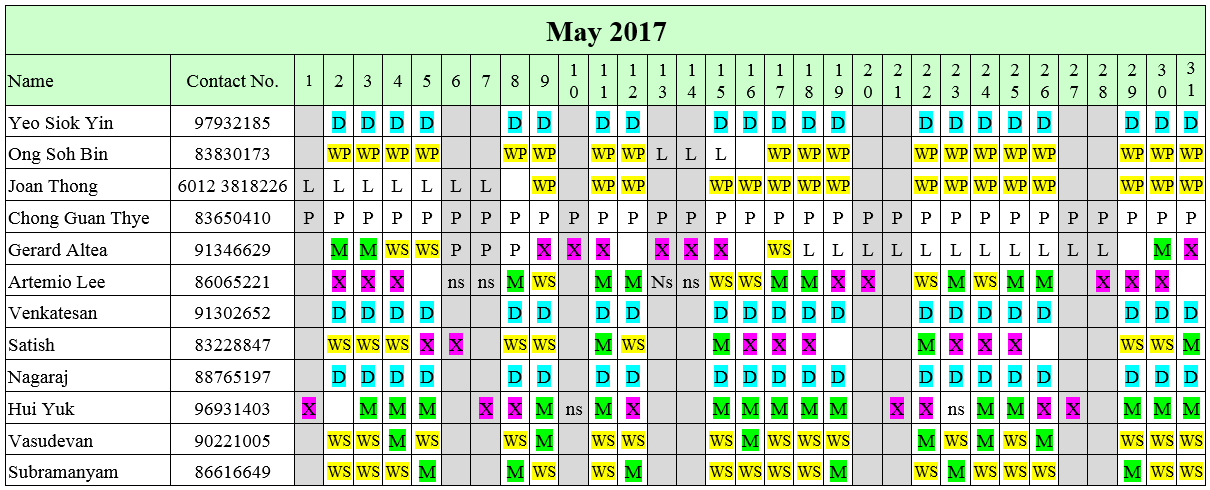 May 2017
Name Contact No. 1 2 3 4 5 6 7 8 9 10 11 12 13 14 15 16 17 18 19 20 21 22 23 24 25 26 27 28 29 30 31
Yeo Siok Yin 97932185 D D D D D D D D D D D D D D D D D D D D D
Ong Soh Bin 83830173 WP WP WP WP WP WP WP WP L L L WP WP WP WP WP WP WP WP WP WP WP
Joan Thong 6012 3818226 L L L L L L L WP WP WP WP WP WP WP WP WP WP WP WP WP WP WP WP
Chong Guan Thye 83650410 P P P P P P P P P P P P P P P P P P P P P P P P P P P P P P P
Gerard Altea 91346629 M M WS WS P P P X X X X X X WS L L L L L L L L L L L M X
Artemio Lee 86065221 X X X ns ns M WS M M Ns ns WS WS M M X X WS M WS M M X X X
Venkatesan 91302652 D D D D D D D D D D D D D D D D D D D D D
Satish 83228847 WS WS WS X X WS WS M WS M X X X M X X X WS WS M
Nagaraj 88765197 D D D D D D D D D D D D D D D D D D D D D
Hui Yuk 96931403 X M M M X X M ns M X M M M M M X X ns M M X X M M M
Vasudevan 90221005 WS WS M WS WS M WS WS WS M WS WS WS M WS M WS M WS WS WS
Subramanyam 86616649 WS WS WS M M WS WS M WS WS WS WS M WS M WS WS WS M WS WS